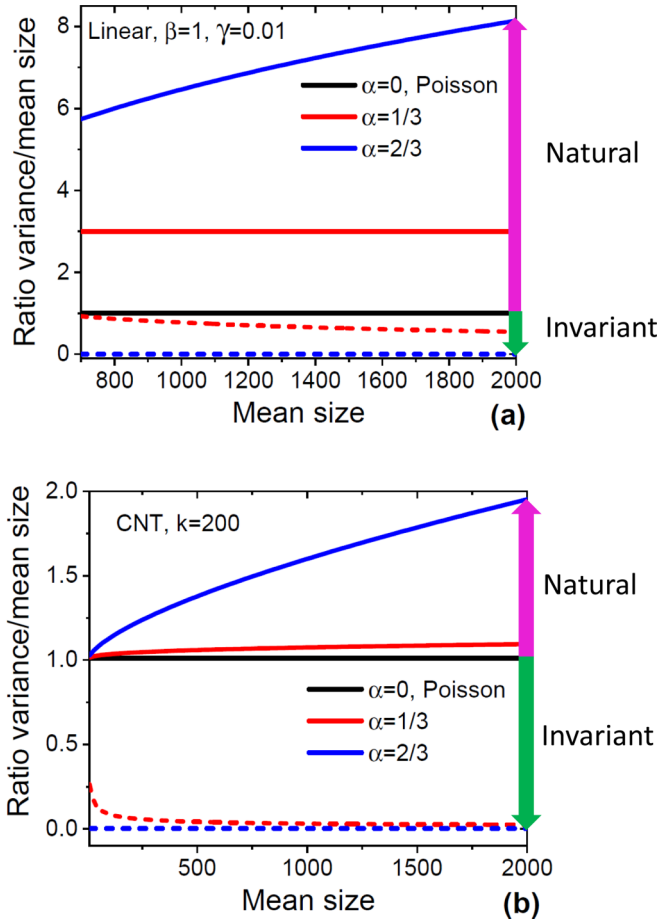 Linear, β=1, γ=0.01
α=0, Poisson
α=1/3
α=2/3
Natural
Invariant
Ratio variance/mean size
8
6
4
2
0
800 1000 1200 1400 1600 1800 2000
Mean size
(a)
CNT, k=200
α=0, Poisson
α=1/3
α=2/3
Natural
Invariant
Ratio variance/mean size
2.0
1.5
1.0
0.5
0.0
500 1000 1500 2000
Mean size
(b)